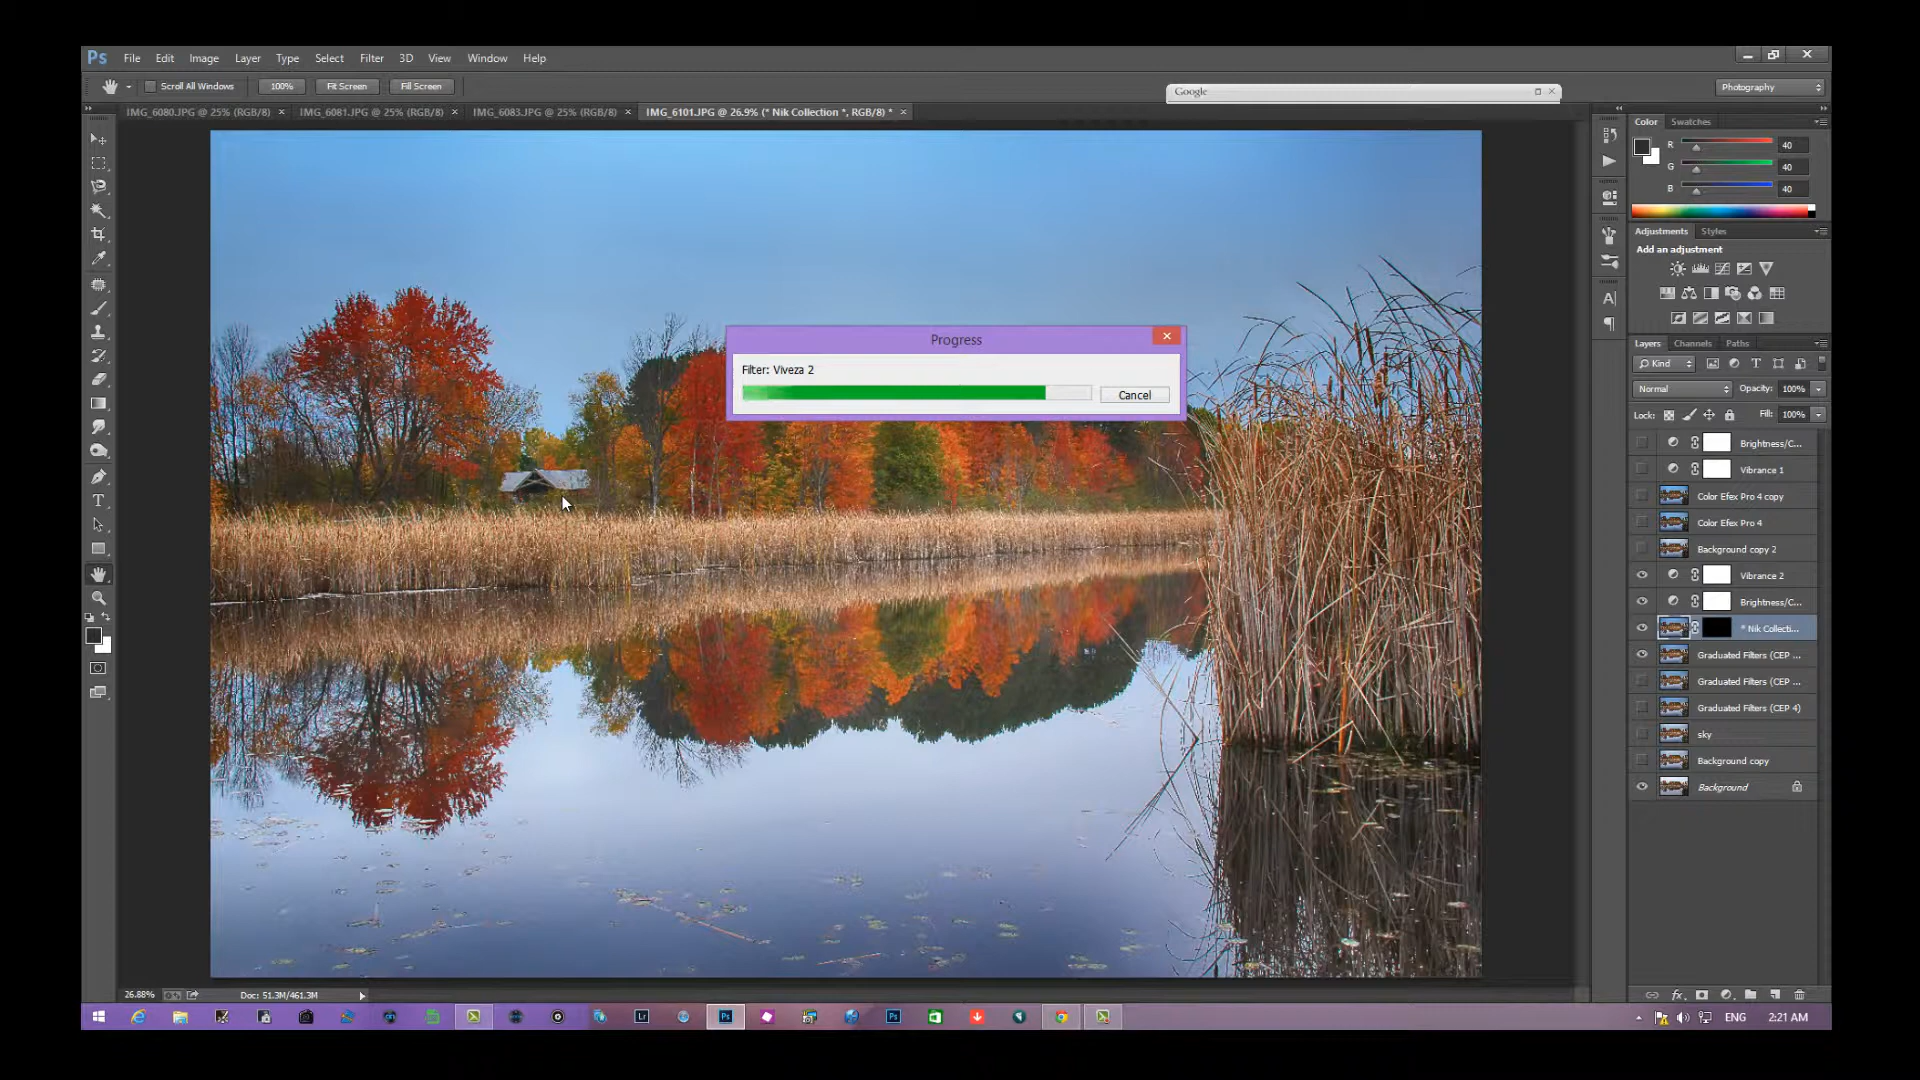 Ps File Edit Image Layer Type Select Filter 3D View Window Help
Scroll All Windows 100% Fit Screen Fill Screen
Google
Photography
IMG_6080.JPG @ 25% (RGB/8) × IMG_6081.JPG @ 25% (RGB/8) × IMG_6083.JPG @ 25% (RGB/8) × IMG_6101.JPG @ 26.9% (* Nik Collection *, RGB/8) * ×
Color Swatches
R 40
G 40
B 40
Adjustments Styles
Add an adjustment
Progress
Filter: Viveza 2
Cancel
Layers Channels Paths
Kind
Normal Opacity: 100%
Lock: Fill: 100%
Brightness/C...
Vibrance 1
Color Efex Pro 4 copy
Color Efex Pro 4
Background copy 2
Vibrance 2
Brightness/C...
* Nik Collecti...
Graduated Filters (CEP ...
Graduated Filters (CEP ...
Graduated Filters (CEP 4)
sky
Background copy
Background
26.88% Doc: 51.3M/461.3M
Lr Ps Ps ENG 2:21 AM